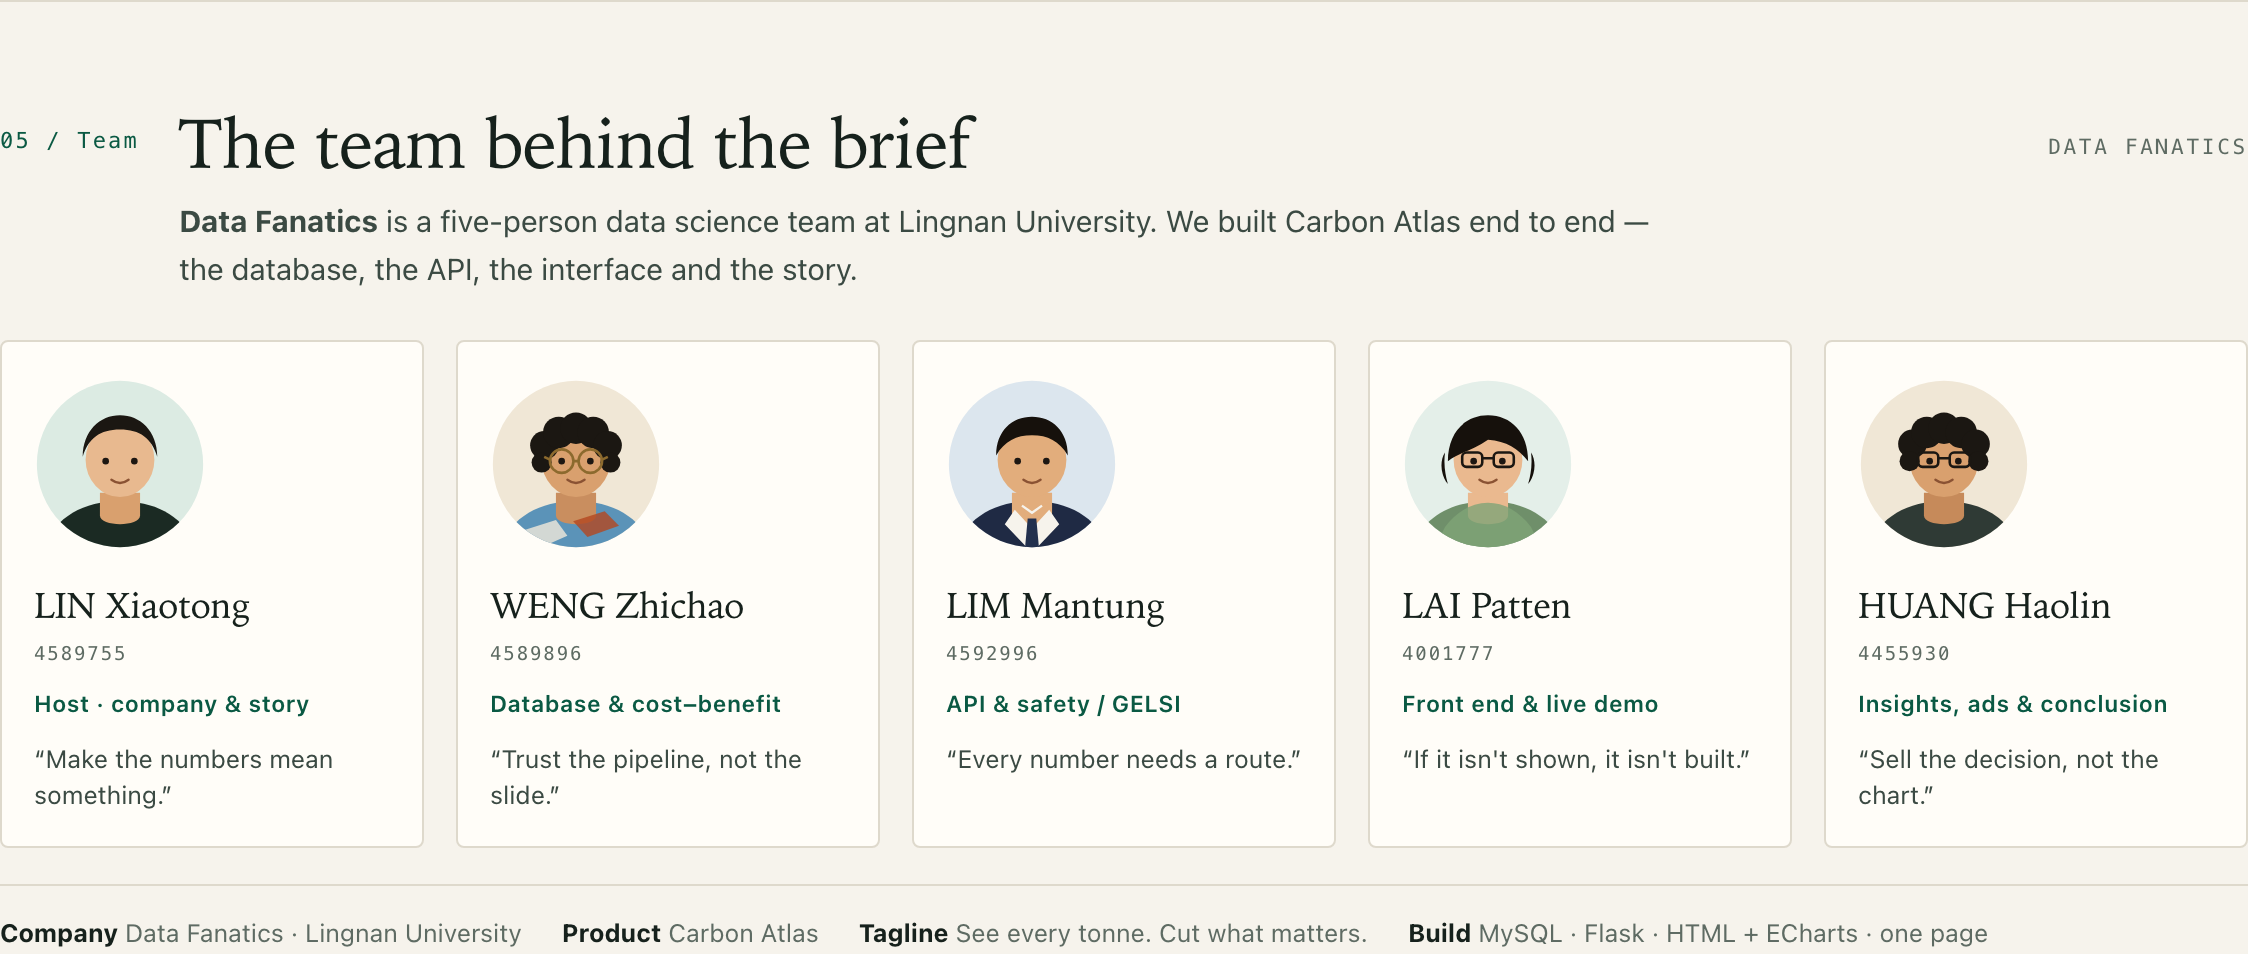 05 / Team
The team behind the brief
DATA FANATICS
Data Fanatics is a five-person data science team at Lingnan University. We built Carbon Atlas end to end —
the database, the API, the interface and the story.
LIN Xiaotong
4589755
Host · company & story
“Make the numbers mean
something.”
WENG Zhichao
4589896
Database & cost–benefit
“Trust the pipeline, not the
slide.”
LIM Mantung
4592996
API & safety / GELSI
“Every number needs a route.”
LAI Patten
4001777
Front end & live demo
“If it isn't shown, it isn't built.”
HUANG Haolin
4455930
Insights, ads & conclusion
“Sell the decision, not the
chart.”
Company Data Fanatics · Lingnan University
Product Carbon Atlas
Tagline See every tonne. Cut what matters.
Build MySQL · Flask · HTML + ECharts · one page